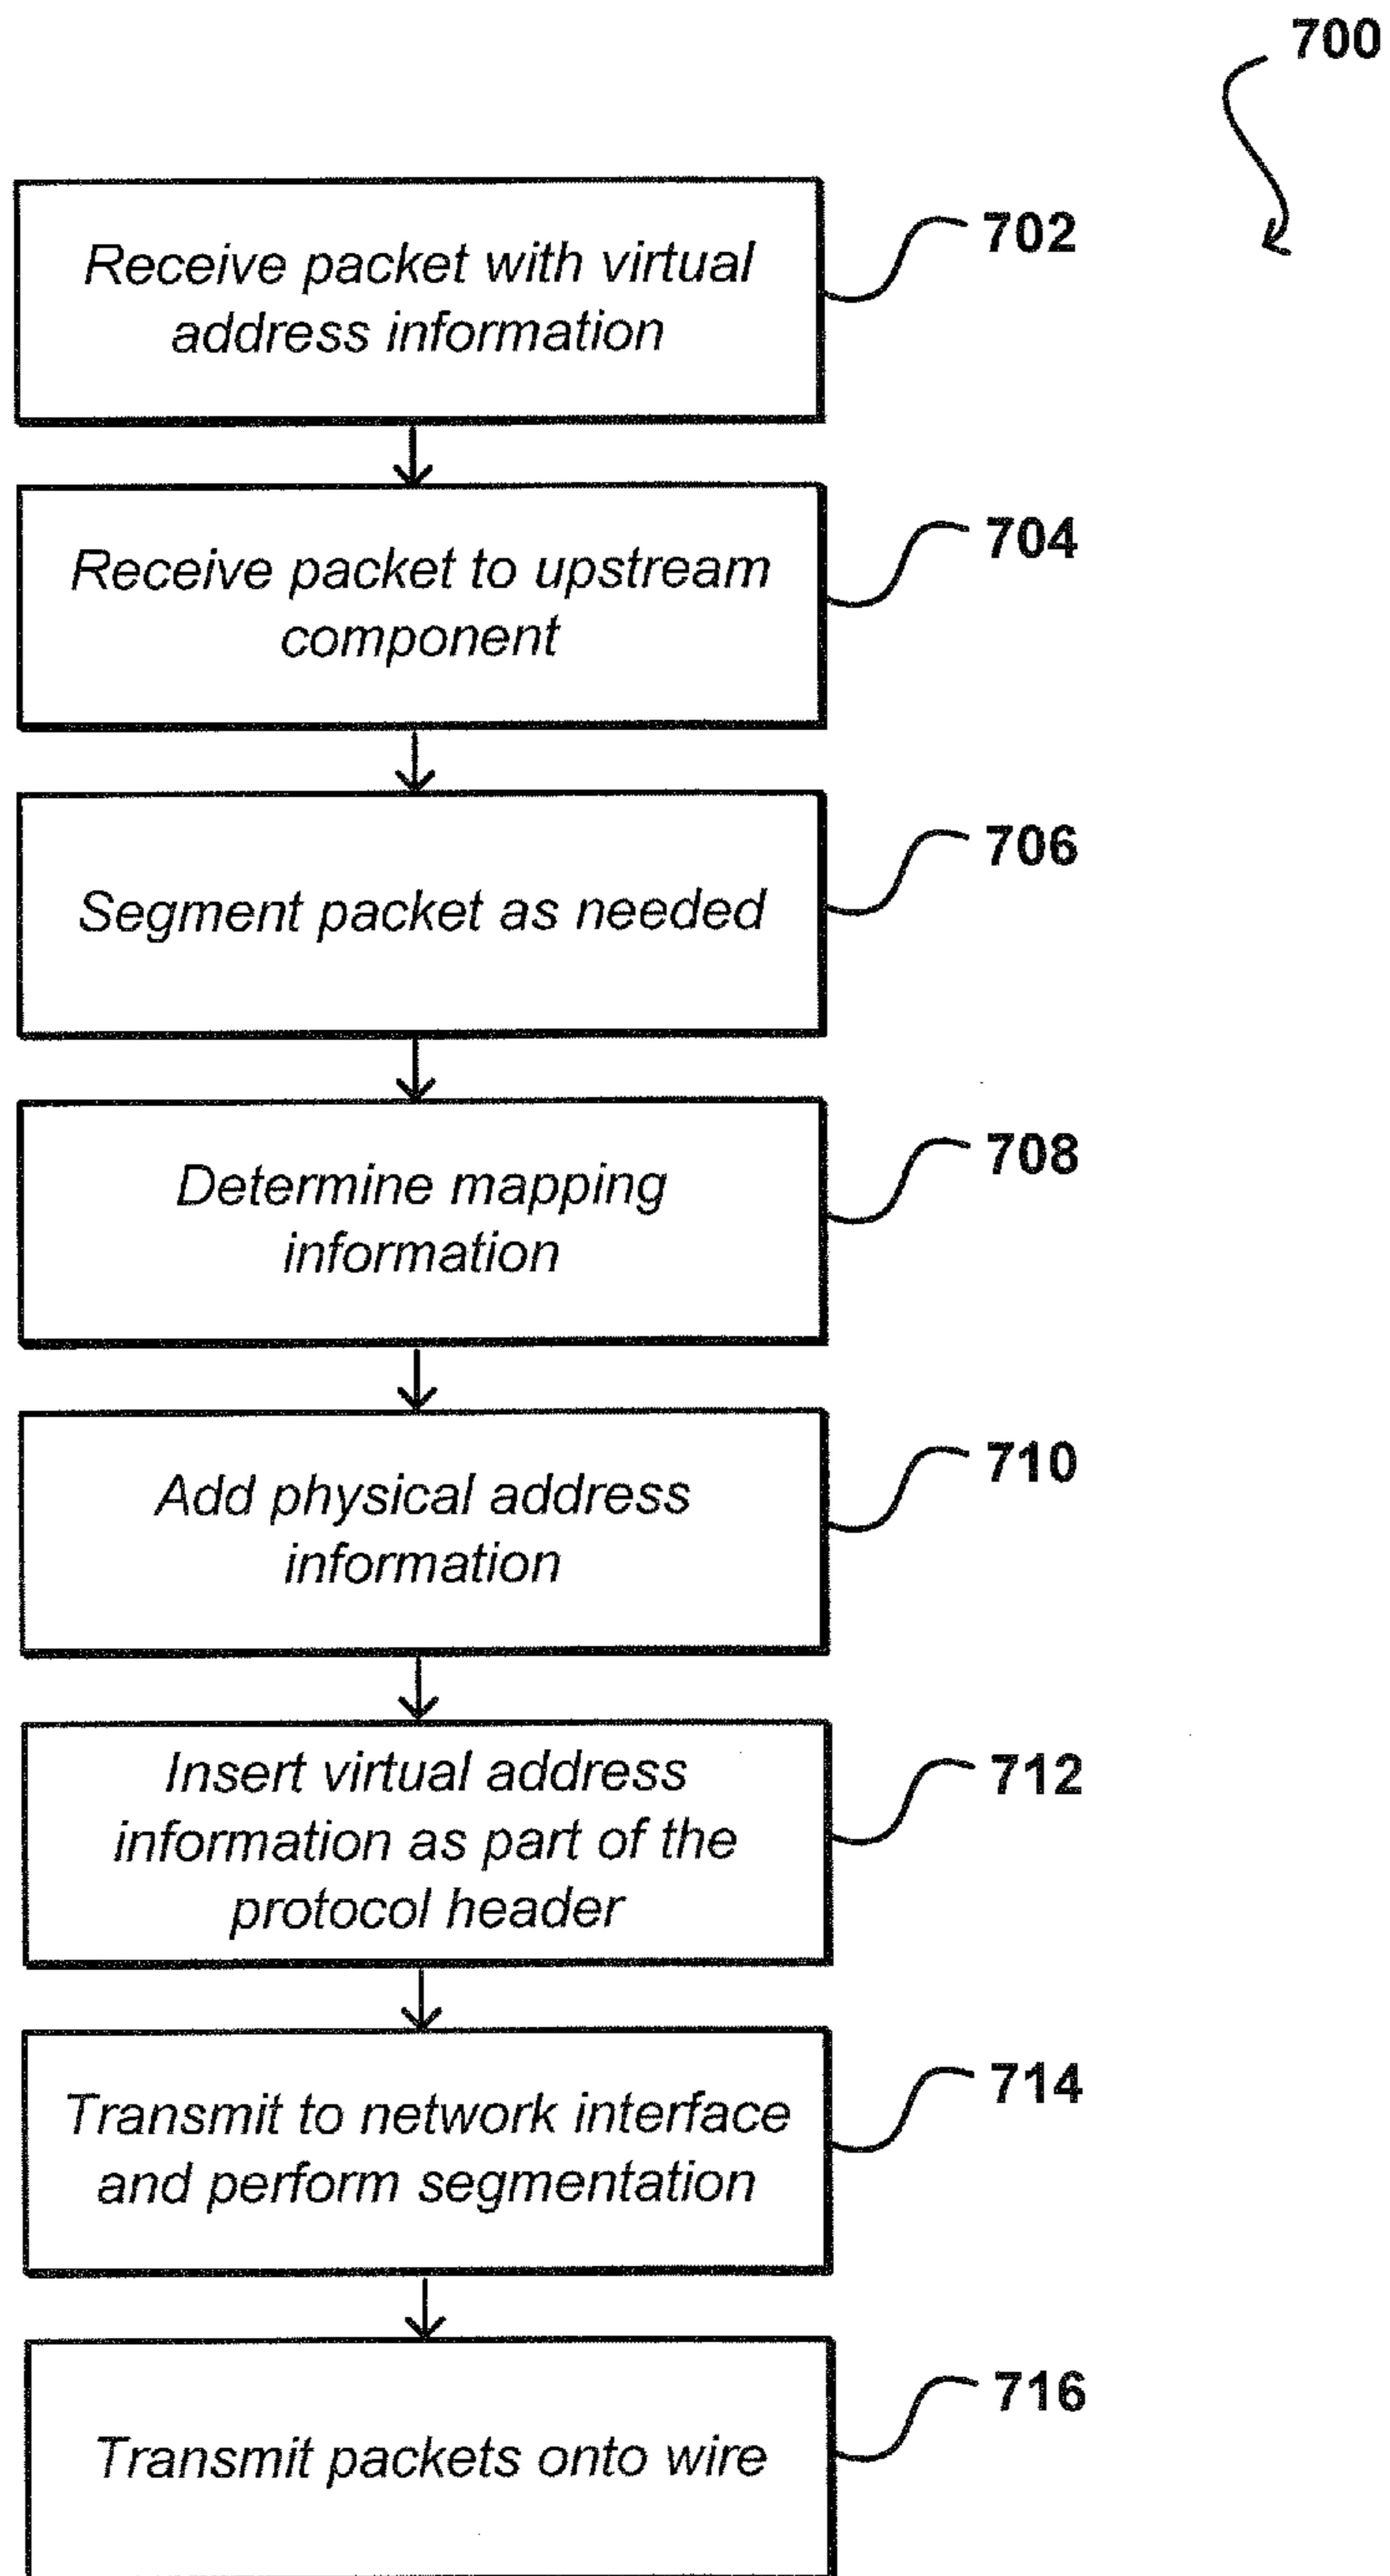 700
Receive packet with virtual
address information
702
Receive packet to upstream
component
704
Segment packet as needed
706
Determine mapping
information
708
Add physical address
information
710
Insert virtual address
information as part of the
protocol header
712
Transmit to network interface
and perform segmentation
714
Transmit packets onto wire
716